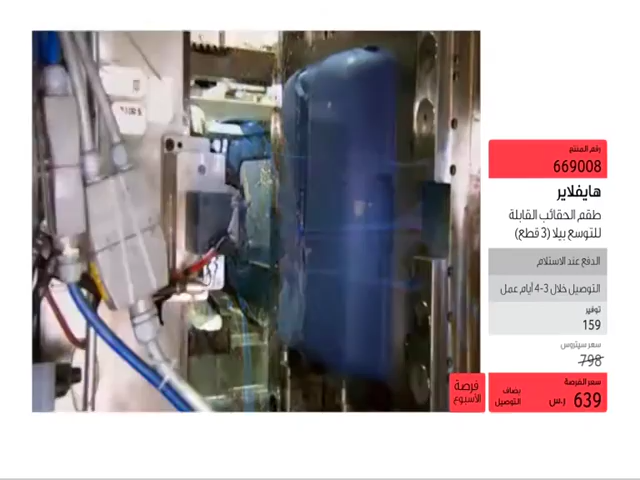 رقم المنتج
669008
هايفلاير
طقم الحقائب القابلة
للتوسع بيلا (3 قطع)
الدفع عند الاستلام
التوصيل خلال 3-4 أيام عمل
توفير
159
سعر سيتروس
798
سعر الفرصة
639 ر.س
يضاف
التوصيل
فرصة
الأسبوع